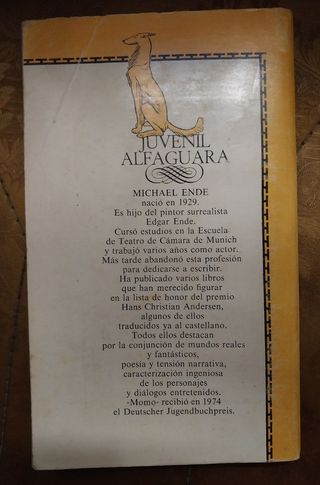 JUVENIL
ALFAGUARA
MICHAEL ENDE
nació en 1929.
Es hijo del pintor surrealista
Edgar Ende.
Cursó estudios en la Escuela
de Teatro de Cámara de Munich
y trabajó varios años como actor.
Más tarde abandonó esta profesión
para dedicarse a escribir.
Ha publicado varios libros
que han merecido figurar
en la lista de honor del premio
Hans Christian Andersen,
algunos de ellos
traducidos ya al castellano.
Todos ellos destacan
por la conjunción de mundos reales
y fantásticos,
poesía y tensión narrativa,
caracterización ingeniosa
de los personajes
y diálogos entretenidos.
«Momo» recibió en 1974
el Deutscher Jugendbuchpreis.